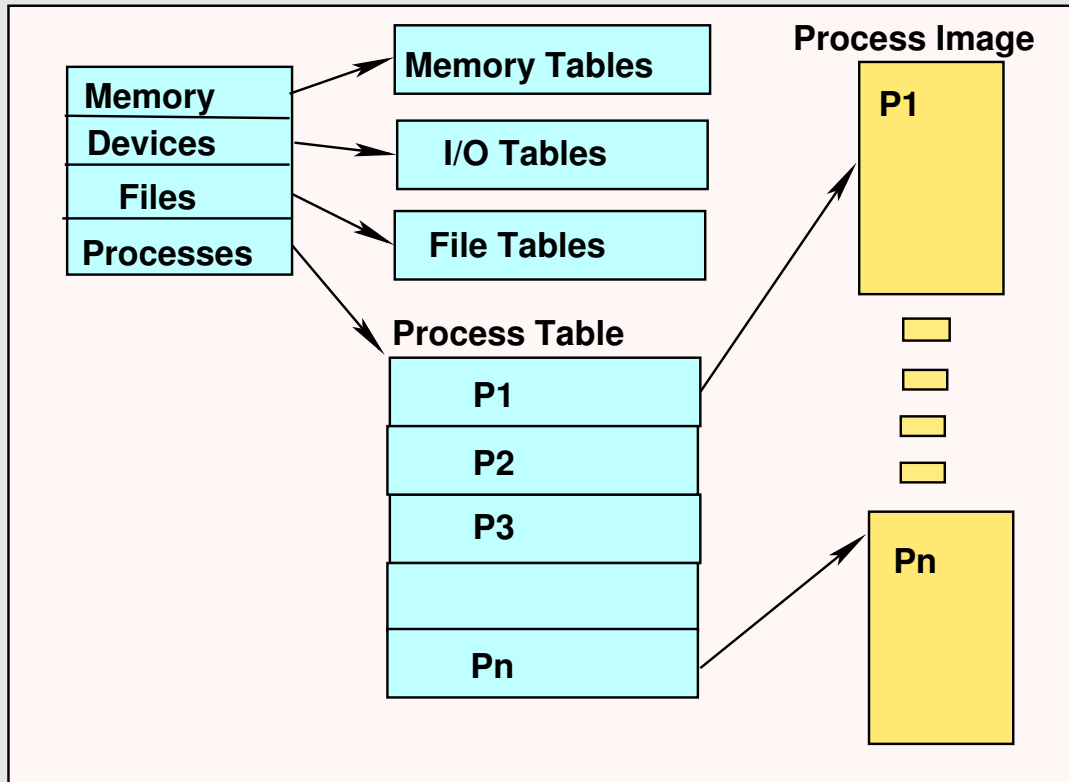 Memory
Devices
Files
Processes
Memory Tables
I/O Tables
File Tables
Process Table
P1
P2
P3
Pn
Process Image
P1
Pn